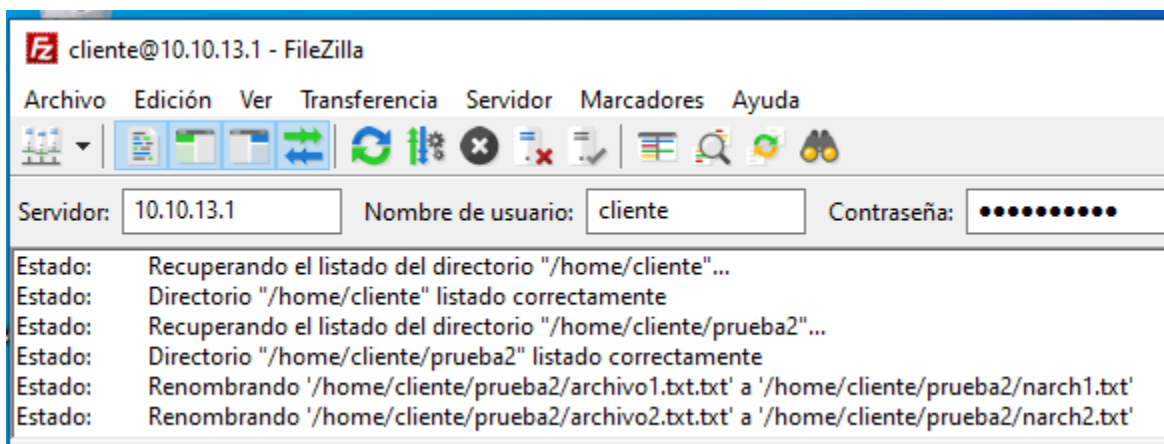 cliente@10.10.13.1 - FileZilla
Archivo Edición Ver Transferencia Servidor Marcadores Ayuda
Servidor: 10.10.13.1 Nombre de usuario: cliente Contraseña: ●●●●●●●●●●
Estado: Recuperando el listado del directorio "/home/cliente"...
Estado: Directorio "/home/cliente" listado correctamente
Estado: Recuperando el listado del directorio "/home/cliente/prueba2"...
Estado: Directorio "/home/cliente/prueba2" listado correctamente
Estado: Renombrando '/home/cliente/prueba2/archivo1.txt.txt' a '/home/cliente/prueba2/narch1.txt'
Estado: Renombrando '/home/cliente/prueba2/archivo2.txt.txt' a '/home/cliente/prueba2/narch2.txt'